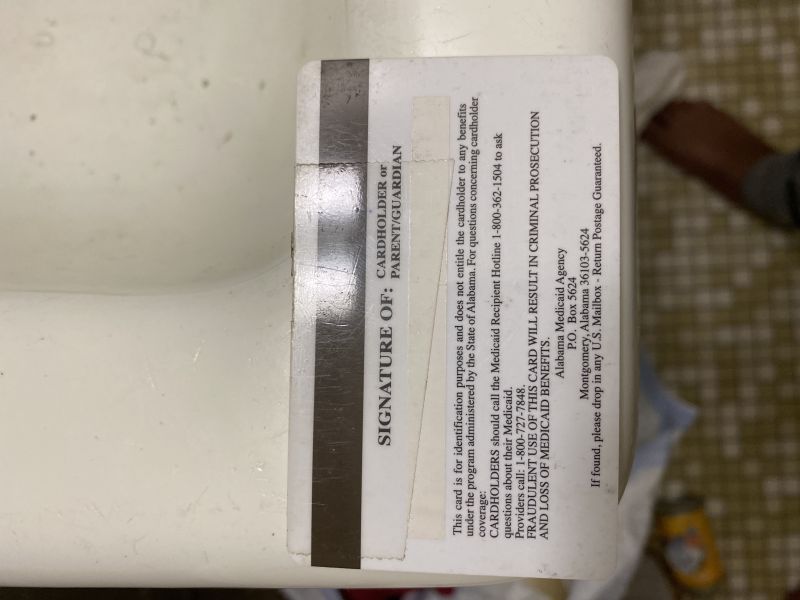 SIGNATURE OF: CARDHOLDER or
PARENT/GUARDIAN
This card is for identification purposes and does not entitle the cardholder to any benefits
under the program administered by the State of Alabama. For questions concerning cardholder
coverage:
CARDHOLDERS should call the Medicaid Recipient Hotline 1-800-362-1504 to ask
questions about their Medicaid.
Providers call: 1-800-727-7848.
FRAUDULENT USE OF THIS CARD WILL RESULT IN CRIMINAL PROSECUTION
AND LOSS OF MEDICAID BENEFITS.
Alabama Medicaid Agency
P.O. Box 5624
Montgomery, Alabama 36103-5624
If found, please drop in any U.S. Mailbox - Return Postage Guaranteed.